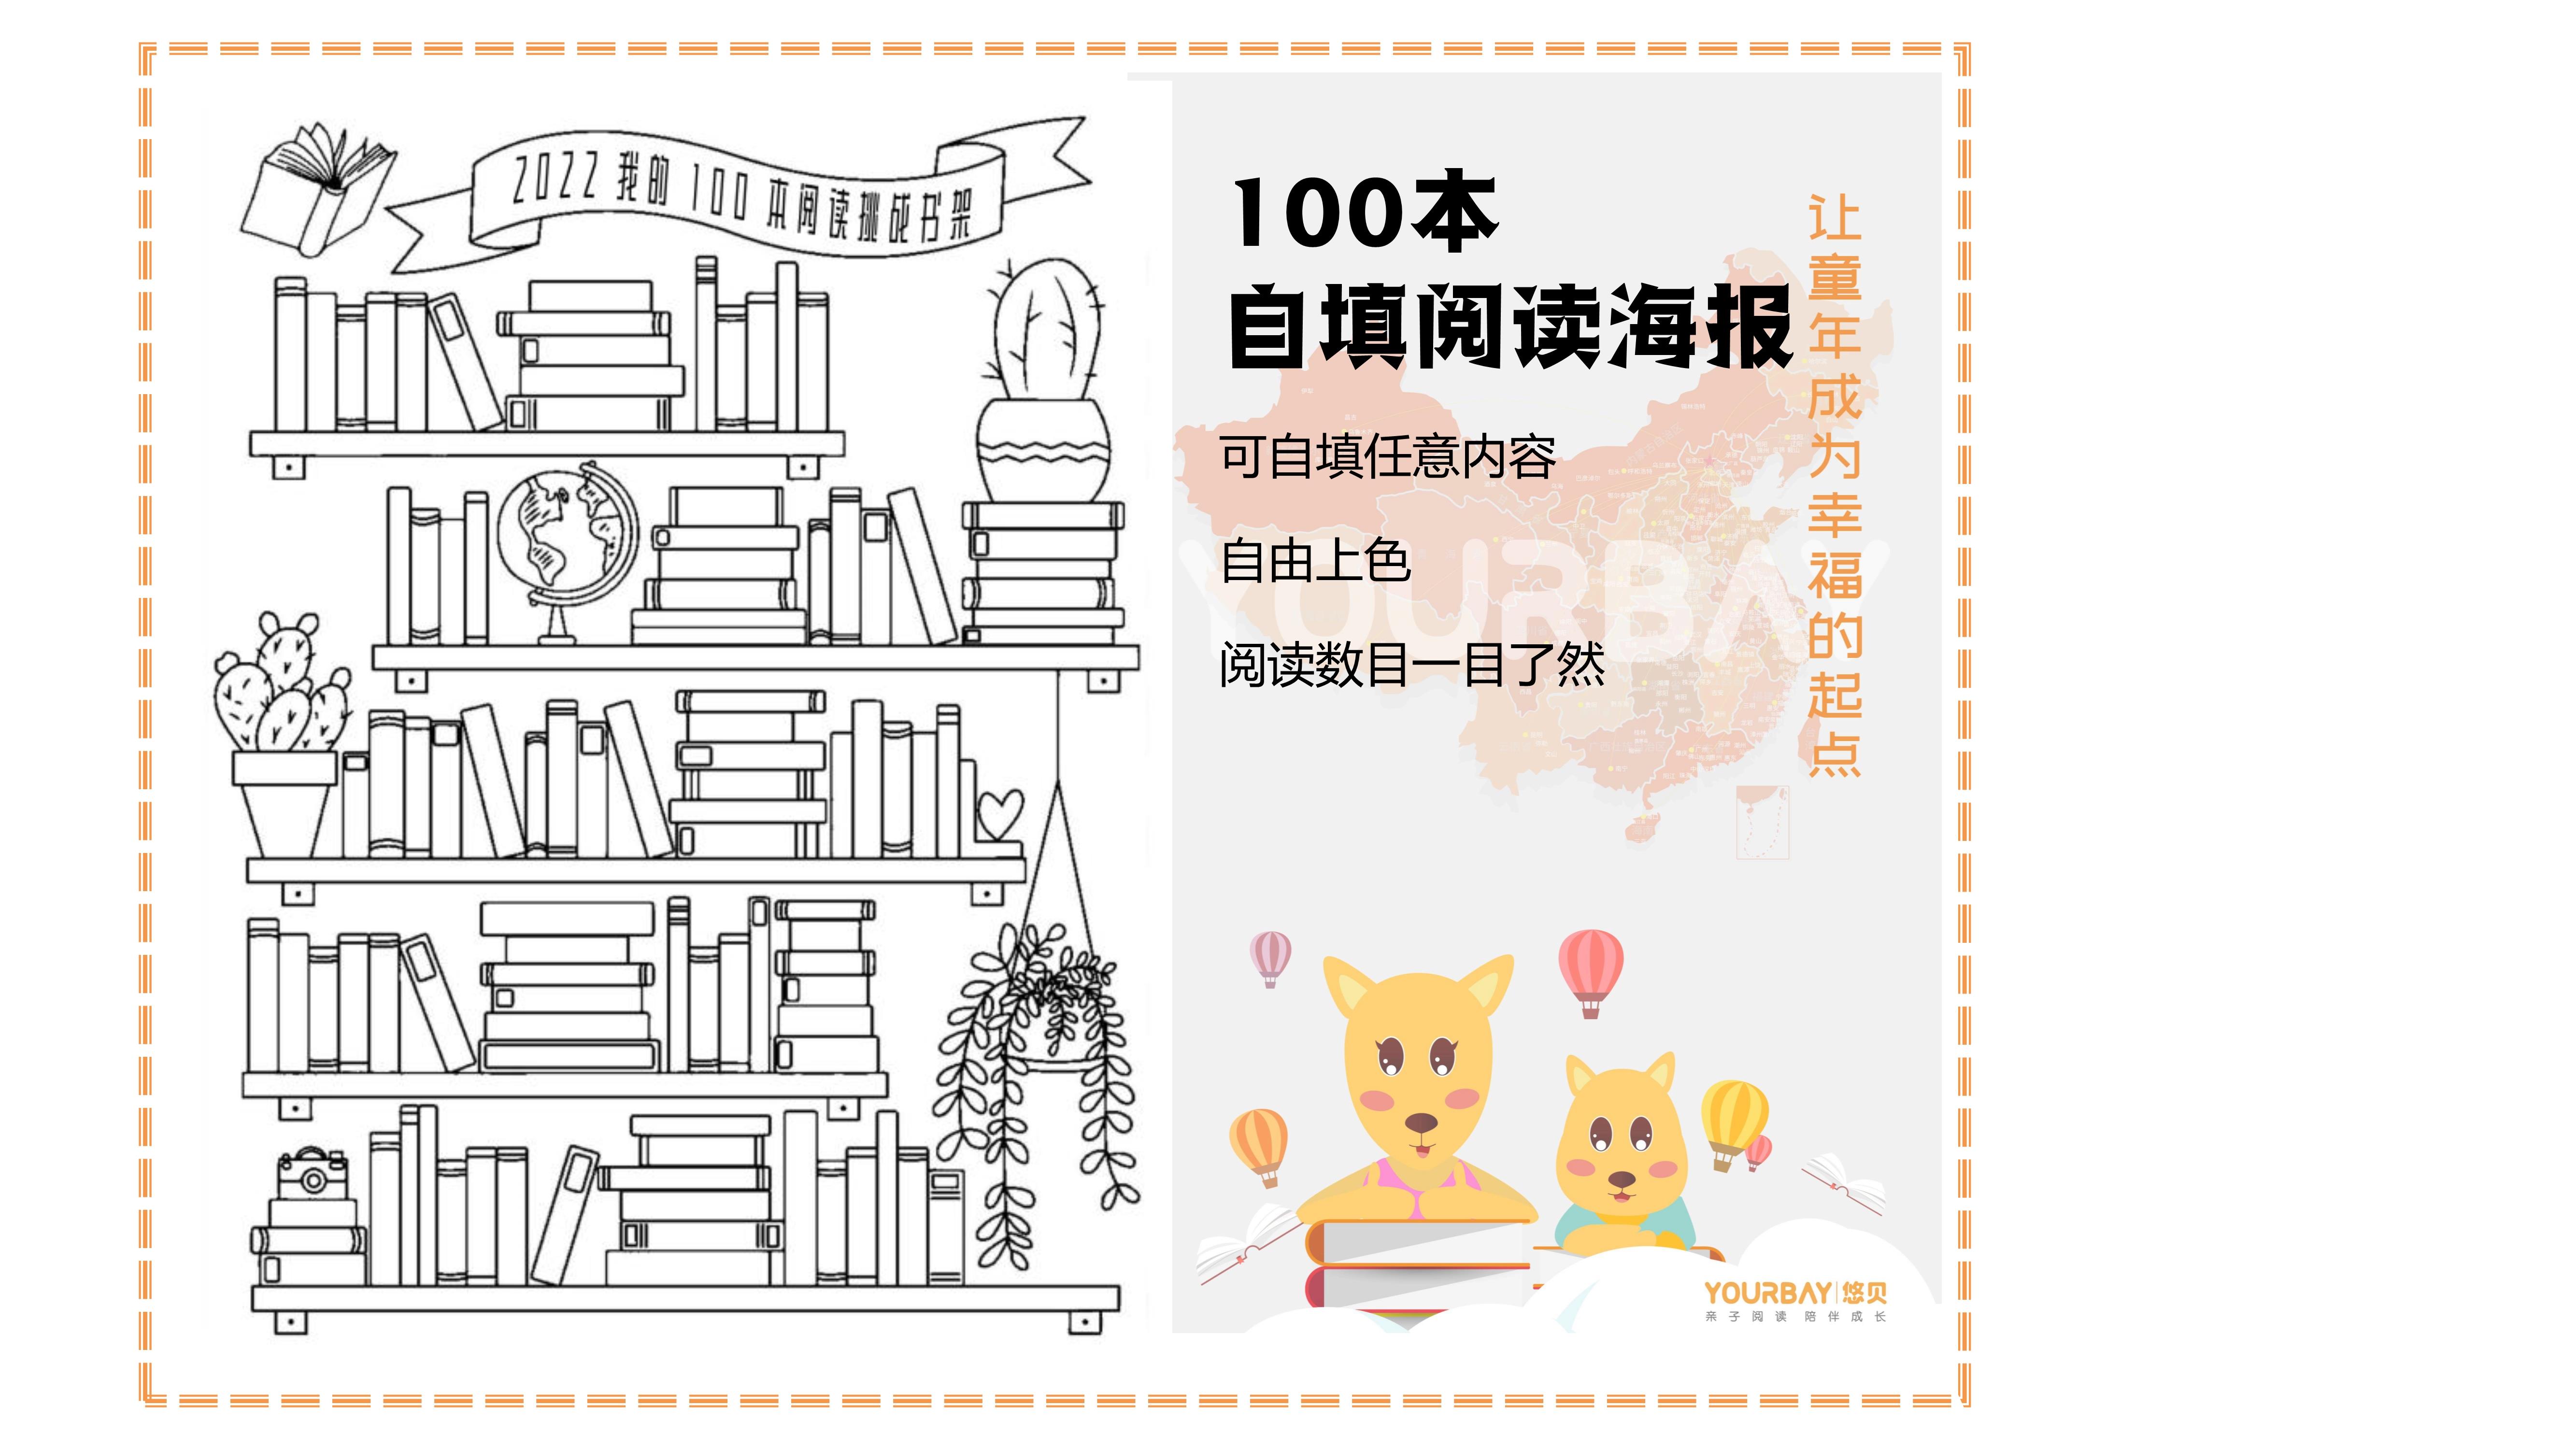 2022 我的 100 本阅读挑战书架
100本
自填阅读海报
可自填任意内容
自由上色
阅读数目一目了然
让童年成为幸福的起点
YOURBAY
YOURBAY 悠贝
亲子阅读 陪伴成长